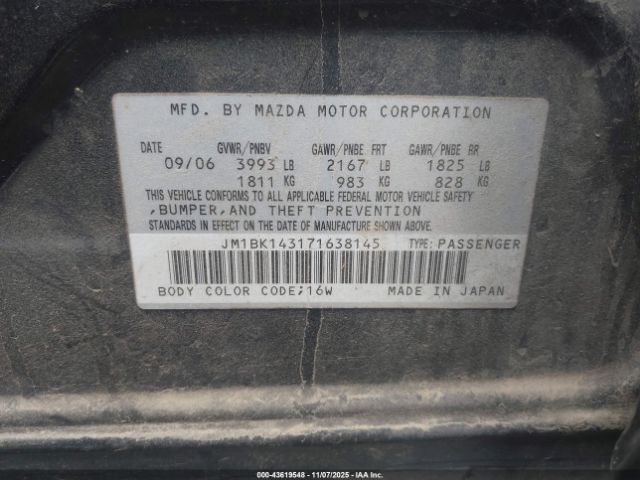 MFD. BY MAZDA MOTOR CORPORATION
DATE GVWR/PNBV GAWR/PNBE FRT GAWR/PNBE RR
09/06 3993 LB 2167 LB 1825 LB
1811 KG 983 KG 828 KG
THIS VEHICLE CONFORMS TO ALL APPLICABLE FEDERAL MOTOR VEHICLE SAFETY
,BUMPER,AND THEFT PREVENTION
STANDARDS IN EFFECT ON THE DATE OF MANUFACTURE SHOWN ABOVE.
JM1BK143171638145 TYPE: PASSENGER
BODY COLOR CODE;16W MADE IN JAPAN
000-43619548 - 11/07/2025 - IAA Inc.